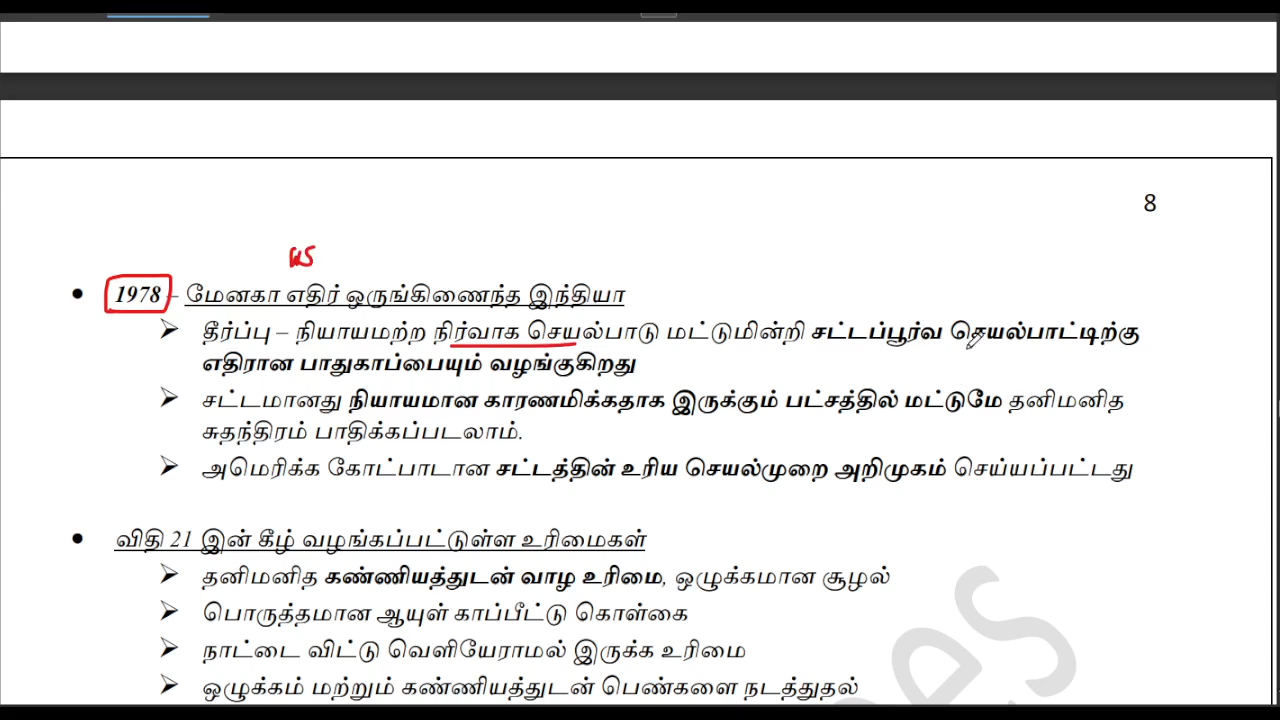 8
• 1978 – மேனகா எதிர் ஒருங்கிணைந்த இந்தியா
➢ தீர்ப்பு – நியாயமற்ற நிர்வாக செயல்பாடு மட்டுமின்றி சட்டப்பூர்வ செயல்பாட்டிற்கு
எதிரான பாதுகாப்பையும் வழங்குகிறது
➢ சட்டமானது நியாயமான காரணமிக்கதாக இருக்கும் பட்சத்தில் மட்டுமே தனிமனித
சுதந்திரம் பாதிக்கப்படலாம்.
➢ அமெரிக்க கோட்பாடான சட்டத்தின் உரிய செயல்முறை அறிமுகம் செய்யப்பட்டது
• விதி 21 இன் கீழ் வழங்கப்பட்டுள்ள உரிமைகள்
➢ தனிமனித கண்ணியத்துடன் வாழ உரிமை, ஒழுக்கமான சூழல்
➢ பொருத்தமான ஆயுள் காப்பீட்டு கொள்கை
➢ நாட்டை விட்டு வெளியேராமல் இருக்க உரிமை
➢ ஒழுக்கம் மற்றும் கண்ணியத்துடன் பெண்களை நடத்துதல்